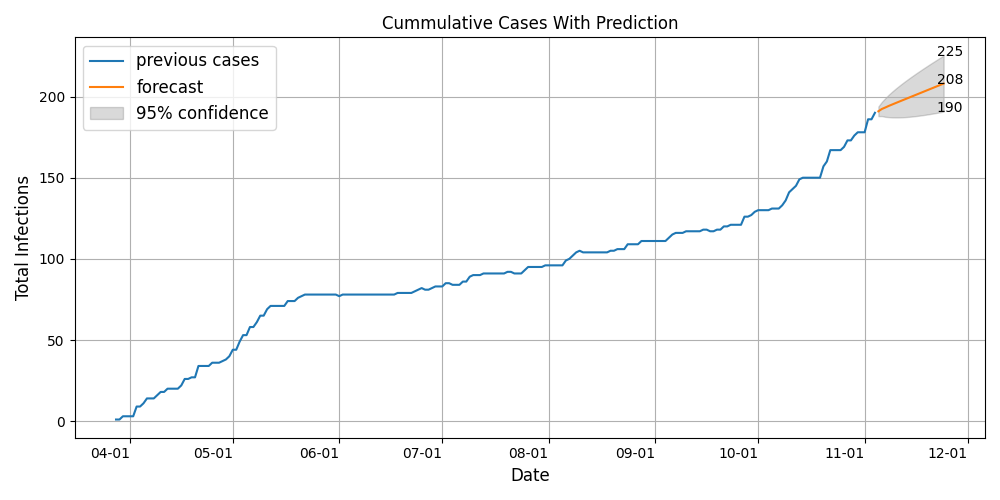 Cummulative Cases With Prediction
previous cases
forecast
95% confidence
225
208
190
200
150
100
50
0
Total Infections
04-01 05-01 06-01 07-01 08-01 09-01 10-01 11-01 12-01
Date